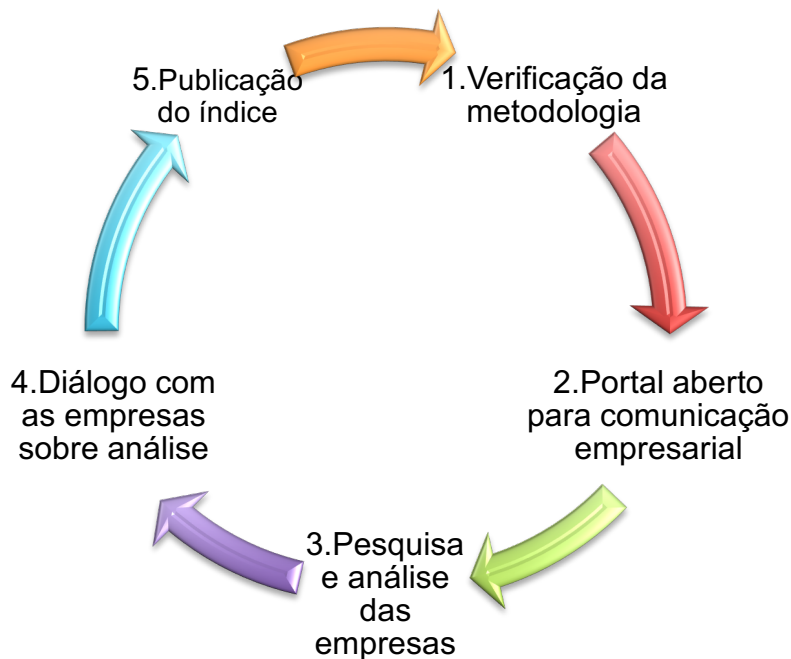 1.Verificação da
metodologia
2.Portal aberto
para comunicação
empresarial
3.Pesquisa
e análise
das
empresas
4.Diálogo com
as empresas
sobre análise
5.Publicação
do índice